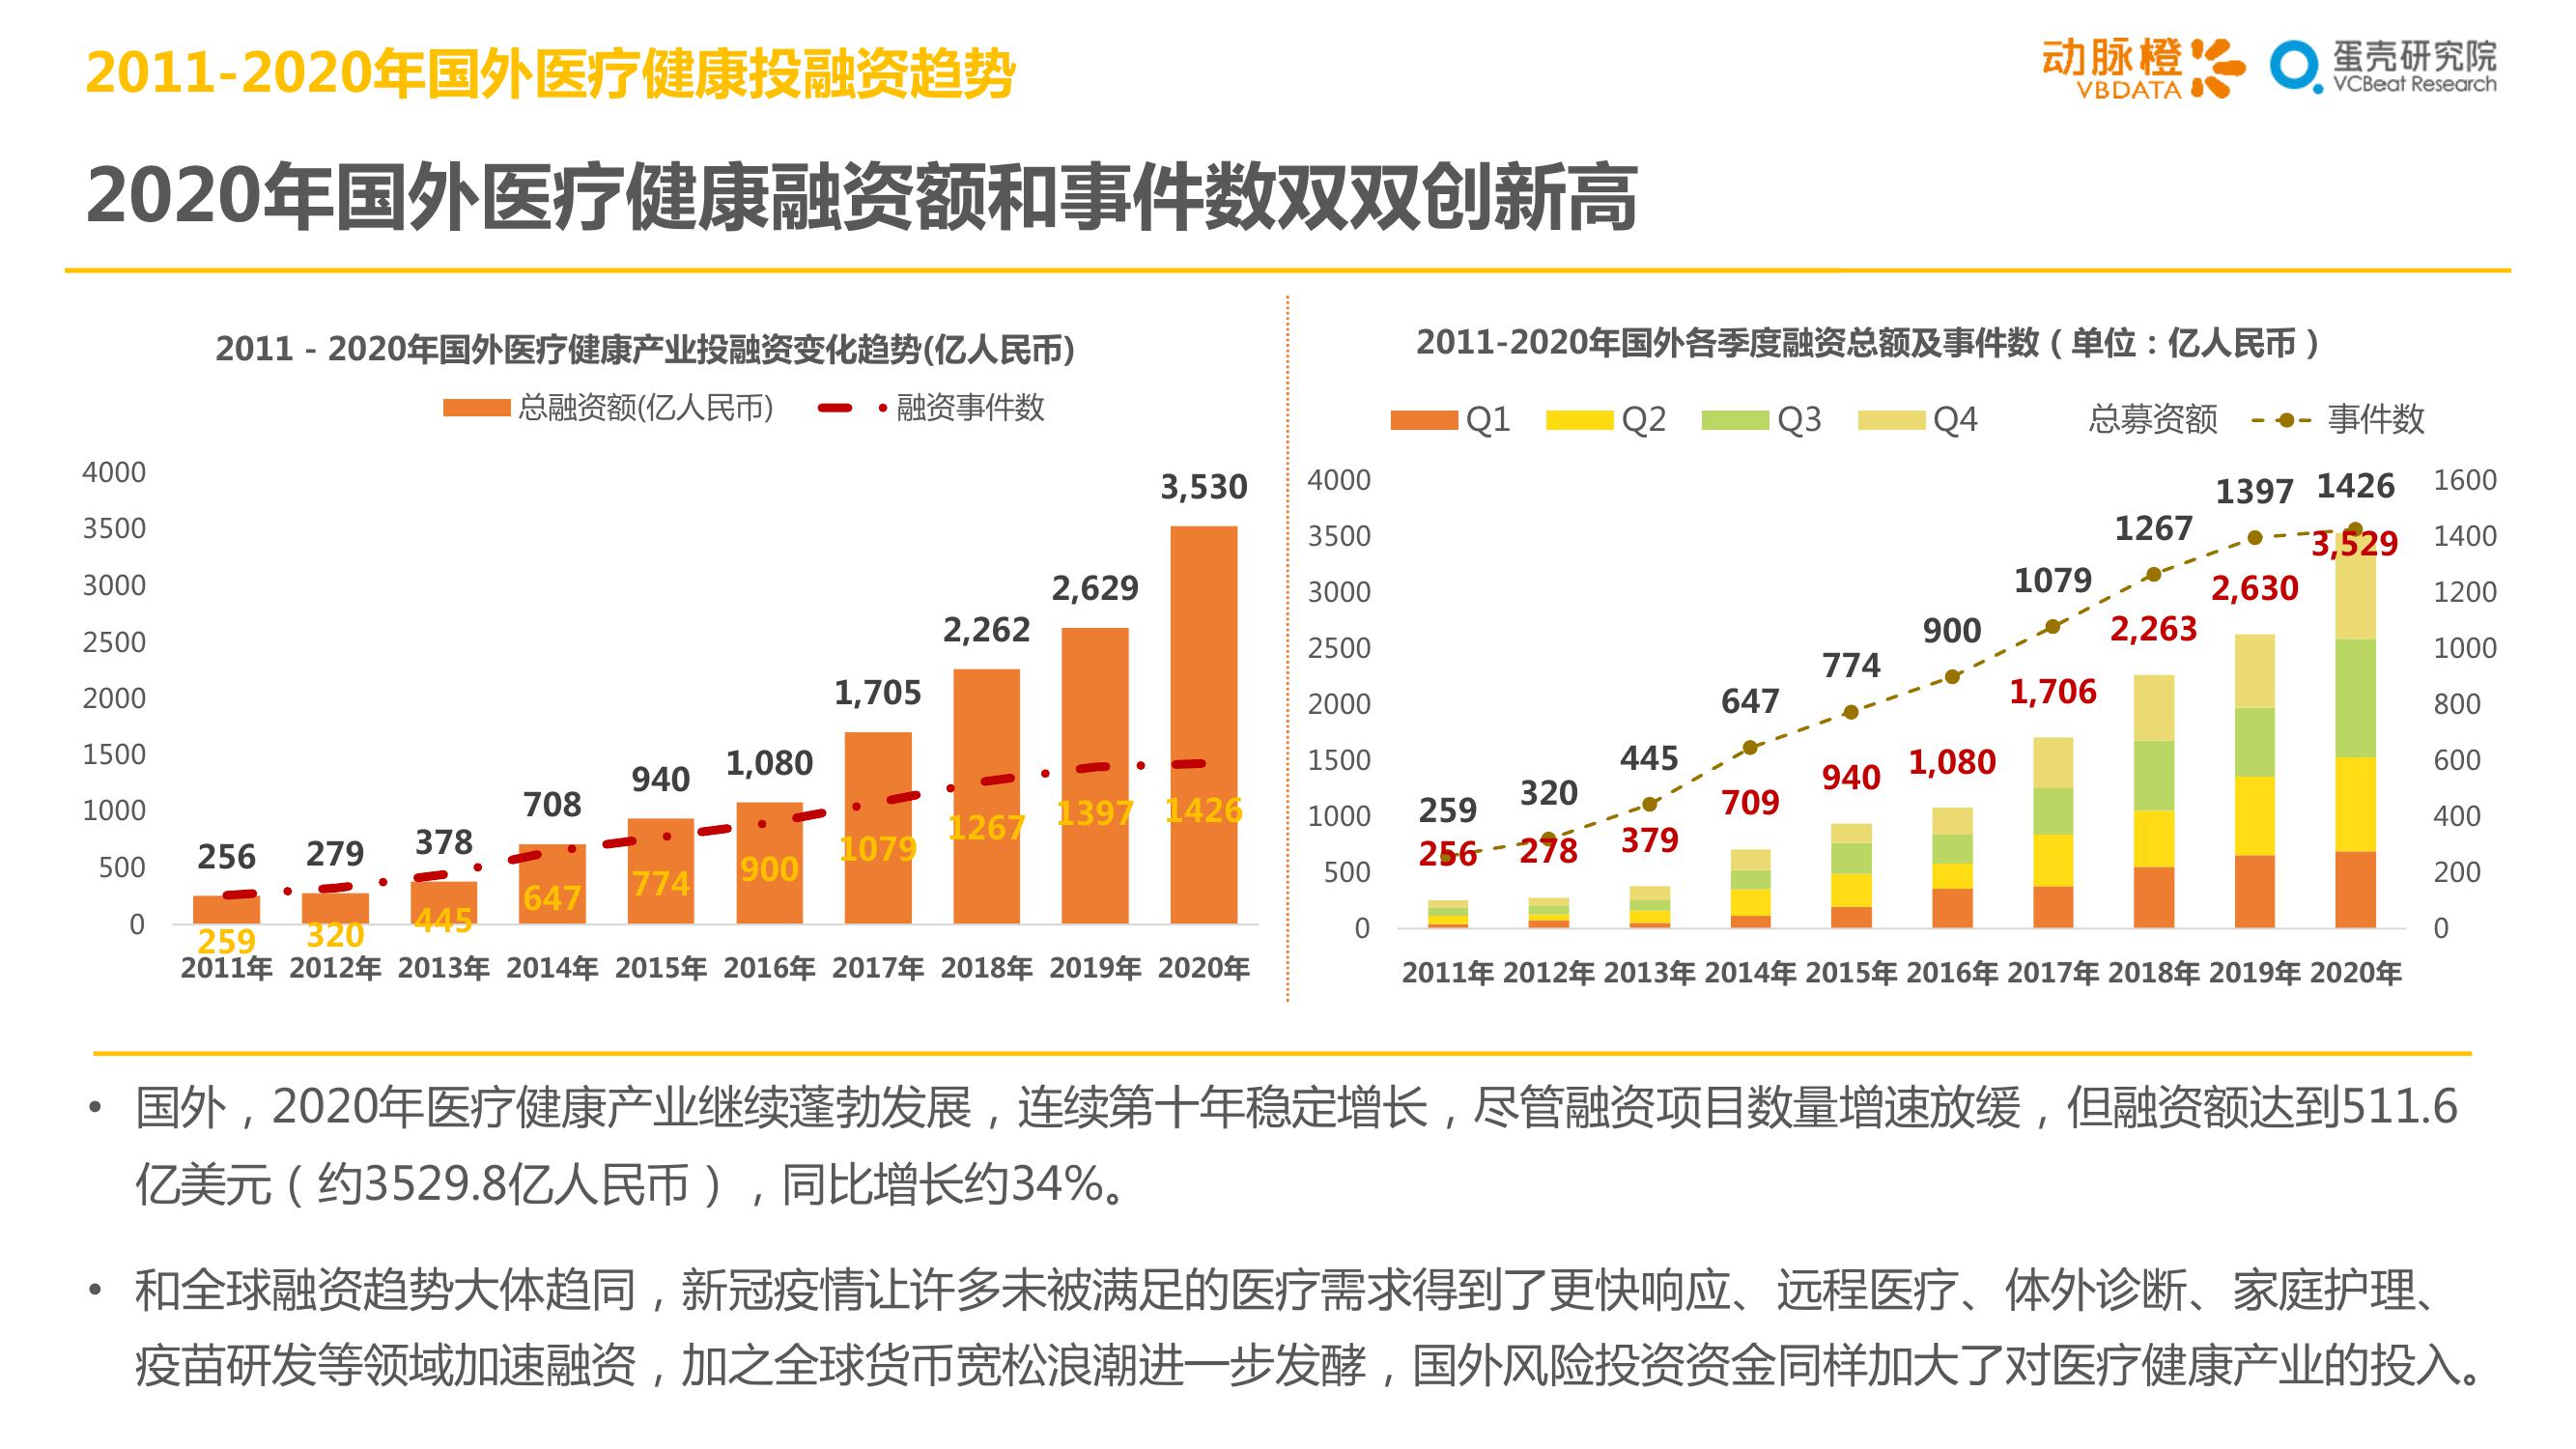 2011-2020年国外医疗健康投融资趋势
动脉橙
VBDATA
蛋壳研究院
VCBeat Research
2020年国外医疗健康融资额和事件数双双创新高
2011 - 2020年国外医疗健康产业投融资变化趋势(亿人民币)
总融资额(亿人民币) 融资事件数
4000
3500
3000
2500
2000
1500
1000
500
0
256 279 378 708 940 1,080 1,705 2,262 2,629 3,530
259 320 445 647 774 900 1079 1267 1397 1426
2011年 2012年 2013年 2014年 2015年 2016年 2017年 2018年 2019年 2020年
2011-2020年国外各季度融资总额及事件数（单位：亿人民币）
Q1 Q2 Q3 Q4 总募资额 事件数
4000
3500
3000
2500
2000
1500
1000
500
0
259 320 445 647 774 900 1079 1267 1397 1426
256 278 379 709 940 1,080 1,706 2,263 2,630 3,529
1600
1400
1200
1000
800
600
400
200
0
2011年 2012年 2013年 2014年 2015年 2016年 2017年 2018年 2019年 2020年
• 国外，2020年医疗健康产业继续蓬勃发展，连续第十年稳定增长，尽管融资项目数量增速放缓，但融资额达到511.6
亿美元（约3529.8亿人民币），同比增长约34%。
• 和全球融资趋势大体趋同，新冠疫情让许多未被满足的医疗需求得到了更快响应、远程医疗、体外诊断、家庭护理、
疫苗研发等领域加速融资，加之全球货币宽松浪潮进一步发酵，国外风险投资资金同样加大了对医疗健康产业的投入。